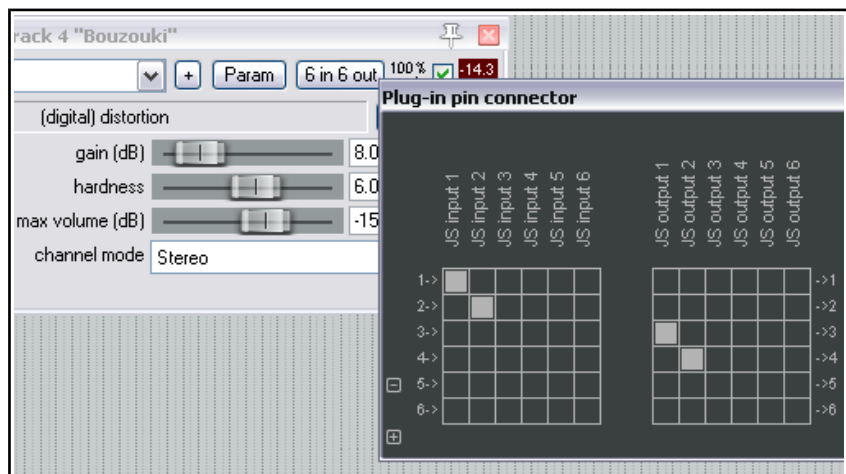 rack 4 "Bouzouki"
+ Param 6 in 6 out 100% -14.3
Plug-in pin connector
(digital) distortion
gain (dB) 8.0
hardness 6.0
max volume (dB) -15
channel mode Stereo
JS input 1 JS input 2 JS input 3 JS input 4 JS input 5 JS input 6 JS output 1 JS output 2 JS output 3 JS output 4 JS output 5 JS output 6
1-> ->1
2-> ->2
3-> ->3
4-> ->4
5-> ->5
6-> ->6